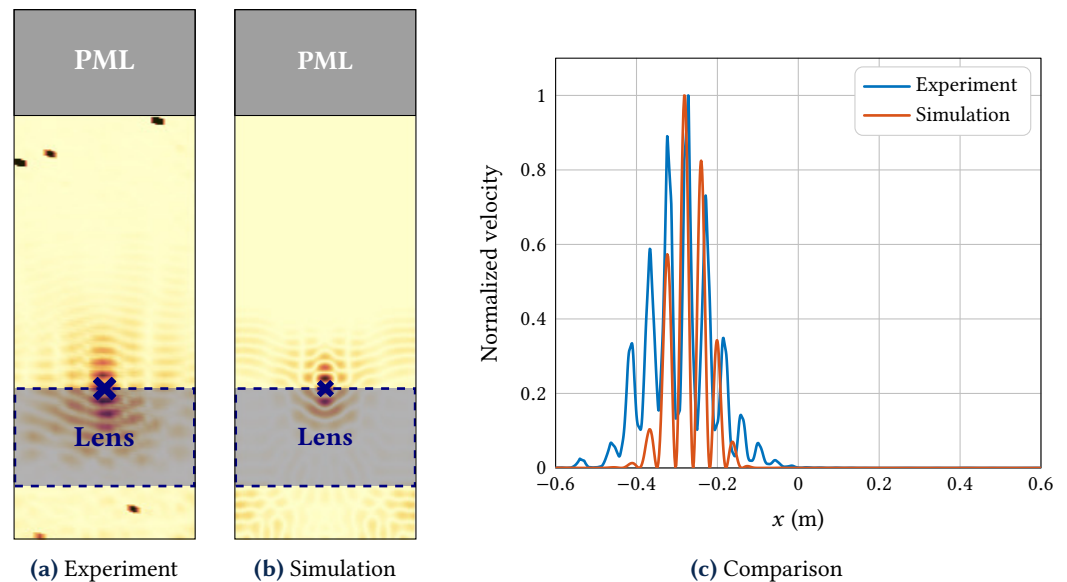 PML
Lens
PML
Lens
Normalized velocity
1
0.8
0.6
0.4
0.2
0
−0.6
−0.4
−0.2
0
0.2
0.4
0.6
x (m)
Experiment
Simulation
(a) Experiment
(b) Simulation
(c) Comparison